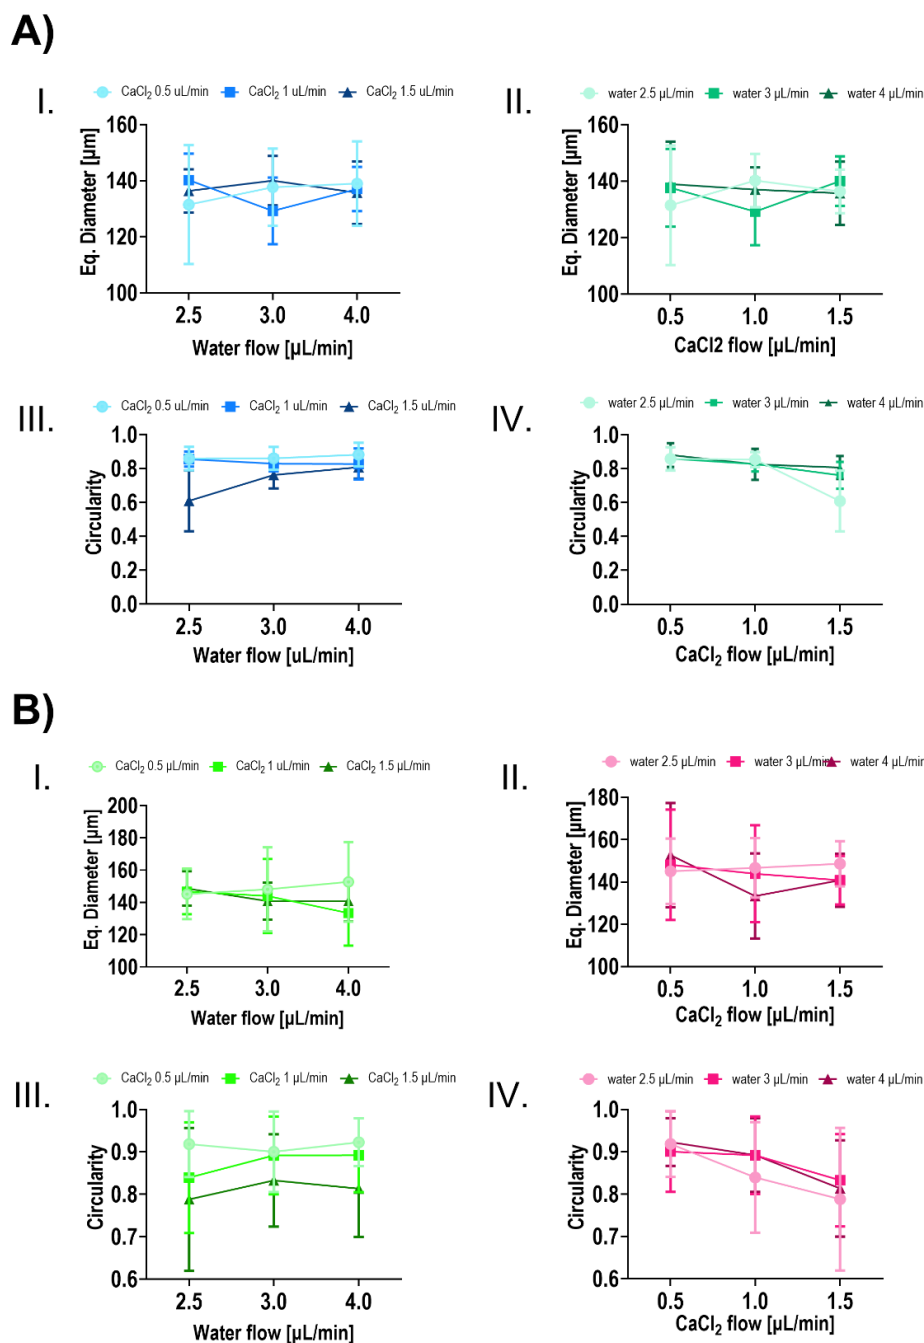 A)
I.
CaCl₂ 0.5 uL/min CaCl₂ 1 uL/min CaCl₂ 1.5 uL/min
160
140
120
100
Eq. Diameter [µm]
2.5 3.0 4.0
Water flow [µL/min]
II.
water 2.5 µL/min water 3 µL/min water 4 µL/min
160
140
120
100
Eq. Diameter [µm]
0.5 1.0 1.5
CaCl2 flow [µL/min]
III.
CaCl₂ 0.5 uL/min CaCl₂ 1 uL/min CaCl₂ 1.5 uL/min
1.0
0.8
0.6
0.4
0.2
0.0
Circularity
2.5 3.0 4.0
Water flow [uL/min]
IV.
water 2.5 µL/min water 3 µL/min water 4 µL/min
1.0
0.8
0.6
0.4
0.2
0.0
Circularity
0.5 1.0 1.5
CaCl₂ flow [µL/min]
B)
I.
CaCl₂ 0.5 µL/min CaCl₂ 1 uL/min CaCl₂ 1.5 µL/min
200
180
160
140
120
100
Eq. Diameter [µm]
2.5 3.0 4.0
Water flow [µL/min]
II.
water 2.5 µL/min water 3 µL/min water 4 µL/min
180
160
140
120
100
Eq. Diameter [µm]
0.5 1.0 1.5
CaCl₂ flow [µL/min]
III.
CaCl₂ 0.5 µL/min CaCl₂ 1 µL/min CaCl₂ 1.5 µL/min
1.0
0.9
0.8
0.7
0.6
Circularity
2.5 3.0 4.0
Water flow [µL/min]
IV.
water 2.5 µL/min water 3 µL/min water 4 µL/min
1.0
0.9
0.8
0.7
0.6
Circularity
0.5 1.0 1.5
CaCl₂ flow [µL/min]